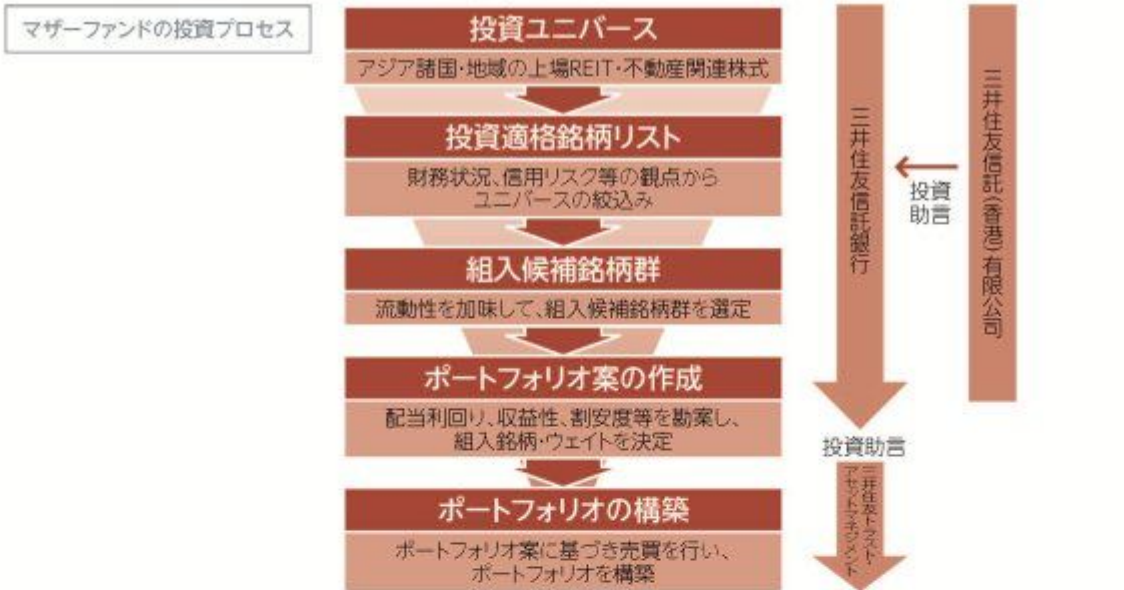 マザーファンドの投資プロセス
投資ユニバース
アジア諸国・地域の上場REIT・不動産関連株式
投資適格銘柄リスト
財務状況、信用リスク等の観点から
ユニバースの絞込み
組入候補銘柄群
流動性を加味して、組入候補銘柄群を選定
ポートフォリオ案の作成
配当利回り、収益性、割安度等を勘案し、
組入銘柄・ウェイトを決定
ポートフォリオの構築
ポートフォリオ案に基づき売買を行い、
ポートフォリオを構築
三井住友信託銀行
投資
助言
三井住友信託(香港)有限公司
投資助言
三井住友トラスト・
アセットマネジメント